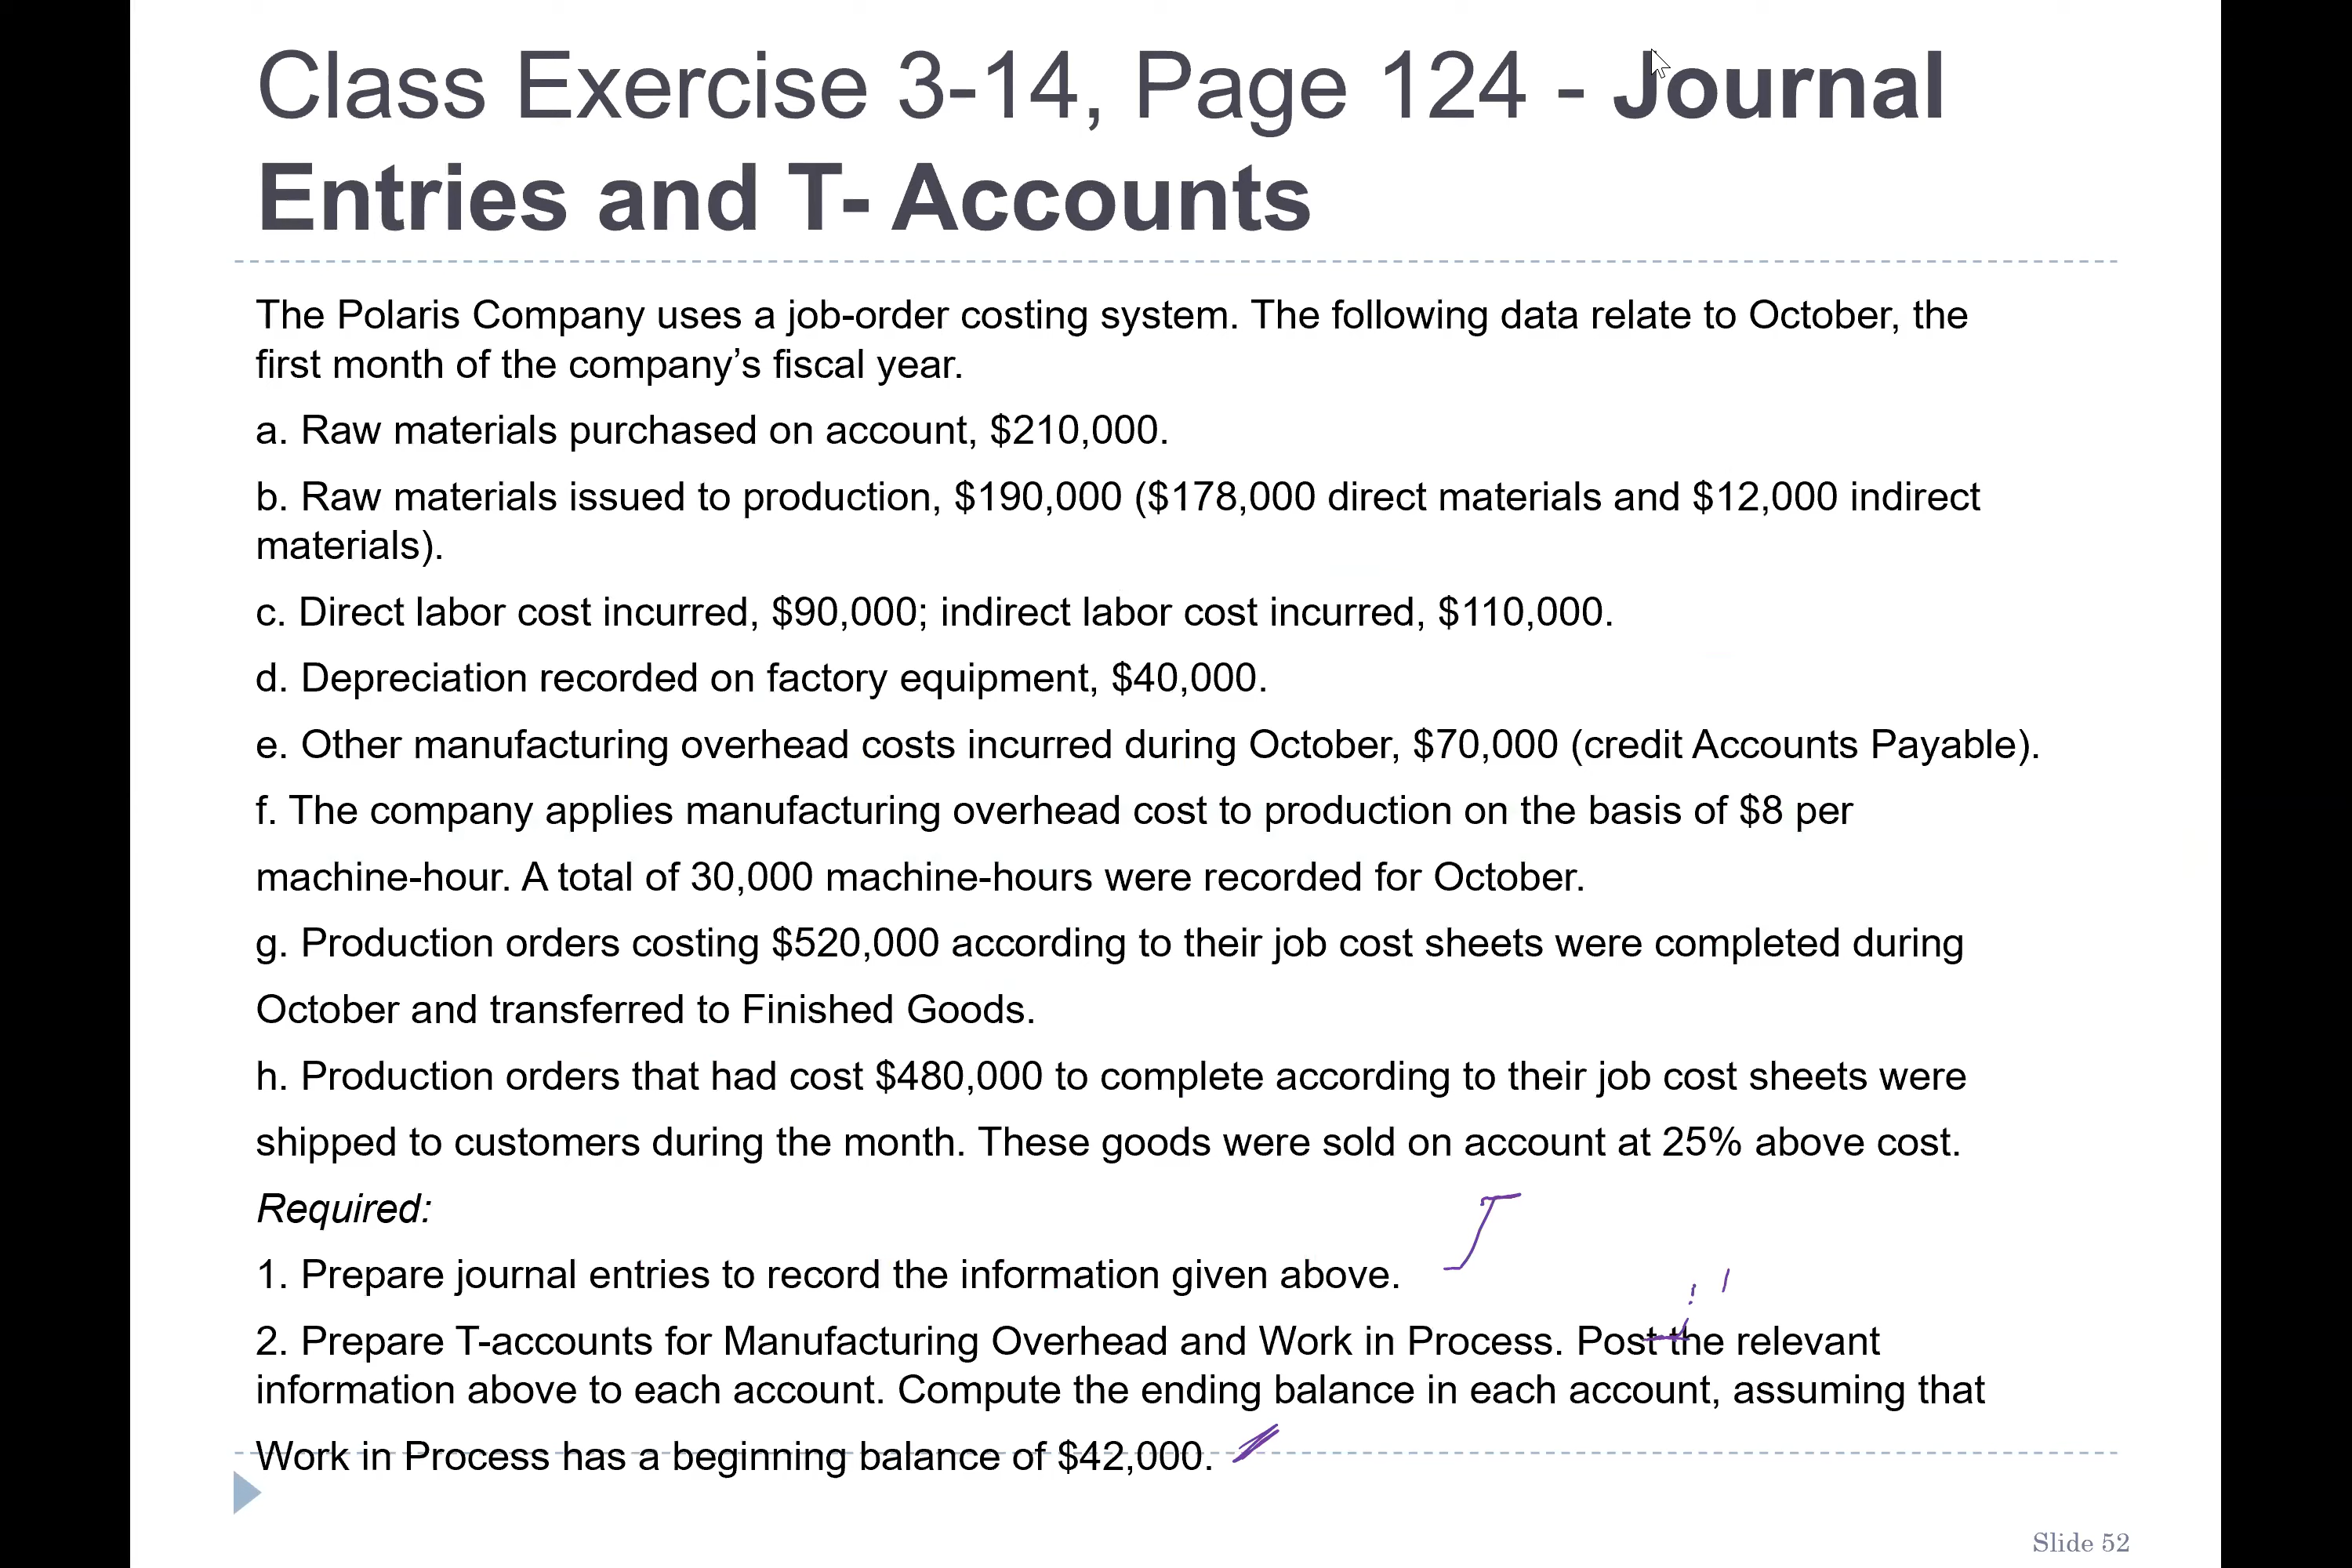 Class Exercise 3-14, Page 124 - Journal
Entries and T- Accounts
The Polaris Company uses a job-order costing system. The following data relate to October, the
first month of the company’s fiscal year.
a. Raw materials purchased on account, $210,000.
b. Raw materials issued to production, $190,000 ($178,000 direct materials and $12,000 indirect
materials).
c. Direct labor cost incurred, $90,000; indirect labor cost incurred, $110,000.
d. Depreciation recorded on factory equipment, $40,000.
e. Other manufacturing overhead costs incurred during October, $70,000 (credit Accounts Payable).
f. The company applies manufacturing overhead cost to production on the basis of $8 per
machine-hour. A total of 30,000 machine-hours were recorded for October.
g. Production orders costing $520,000 according to their job cost sheets were completed during
October and transferred to Finished Goods.
h. Production orders that had cost $480,000 to complete according to their job cost sheets were
shipped to customers during the month. These goods were sold on account at 25% above cost.
Required:
1. Prepare journal entries to record the information given above.
2. Prepare T-accounts for Manufacturing Overhead and Work in Process. Post the relevant
information above to each account. Compute the ending balance in each account, assuming that
Work in Process has a beginning balance of $42,000.
Slide 52